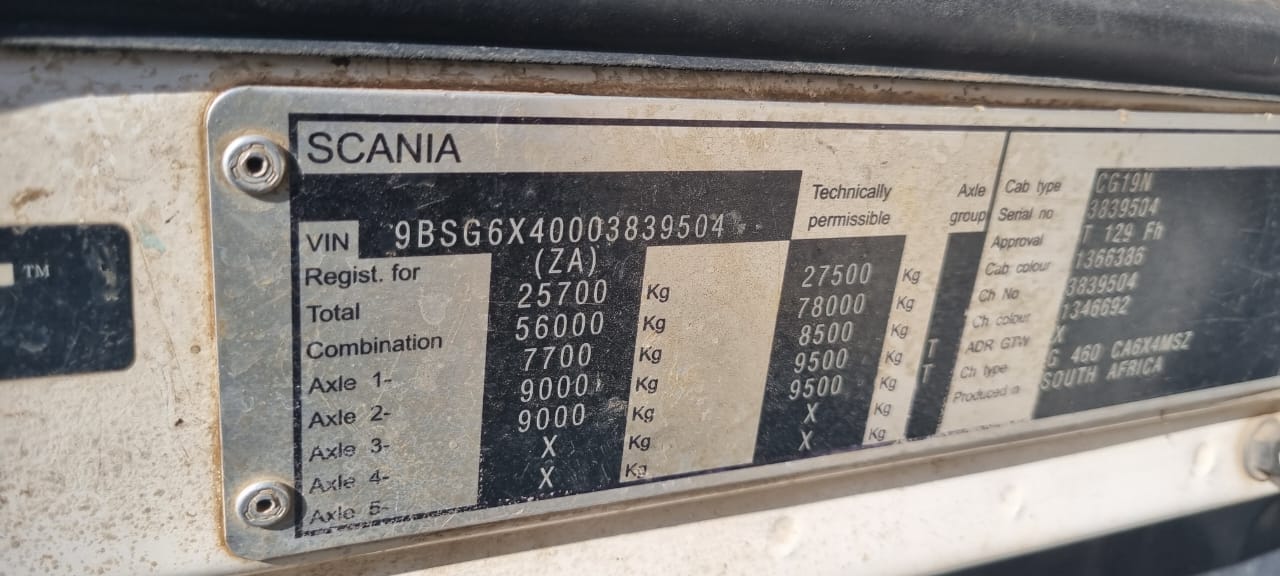 SCANIA
VIN 9BSG6X40003839504
Regist. for (ZA)
Technically permissible
Axle group
Total 25700 Kg 27500 Kg
Combination 56000 Kg 78000 Kg
Axle 1- 7700 Kg 8500 Kg
Axle 2- 9000 Kg 9500 Kg T
Axle 3- 9000 Kg 9500 Kg T
Axle 4- X Kg X Kg
Axle 5- X Kg X Kg
Cab type CG19N
Serial no 3839504
Approval T 129 Fh
Cab colour 1366386
Ch No 3839504
Ch colour 1346692
ADR GTW X
Ch type G 460 CA6X4MSZ
Produced in SOUTH AFRICA
TM